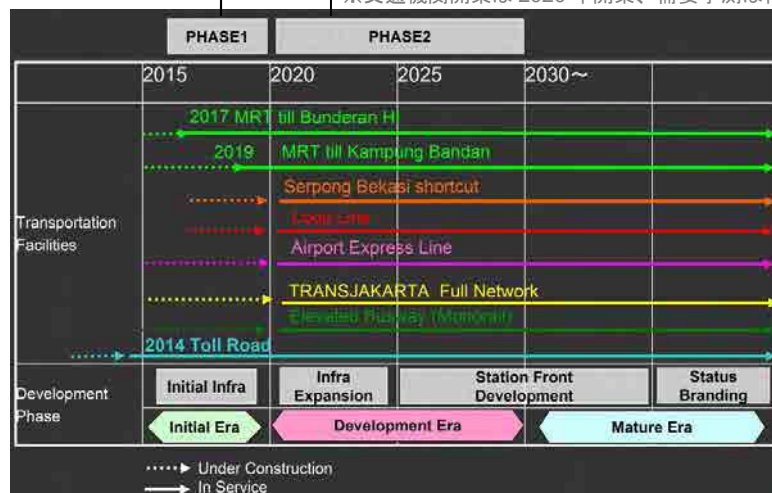 PHASE1 PHASE2
2015 2020 2025 2030～
2017 MRT till Bunderan HI
2019 MRT till Kampung Bandan
Serpong Bekasi shortcut
Loop Line
Transportation
Facilities
Airport Express Line
TRANSJAKARTA Full Network
Elevated Busway (Monorail)
2014 Toll Road
Development
Phase
Initial Infra
Infra
Expansion
Station Front
Development
Status
Branding
Initial Era Development Era Mature Era
Under Construction
In Service